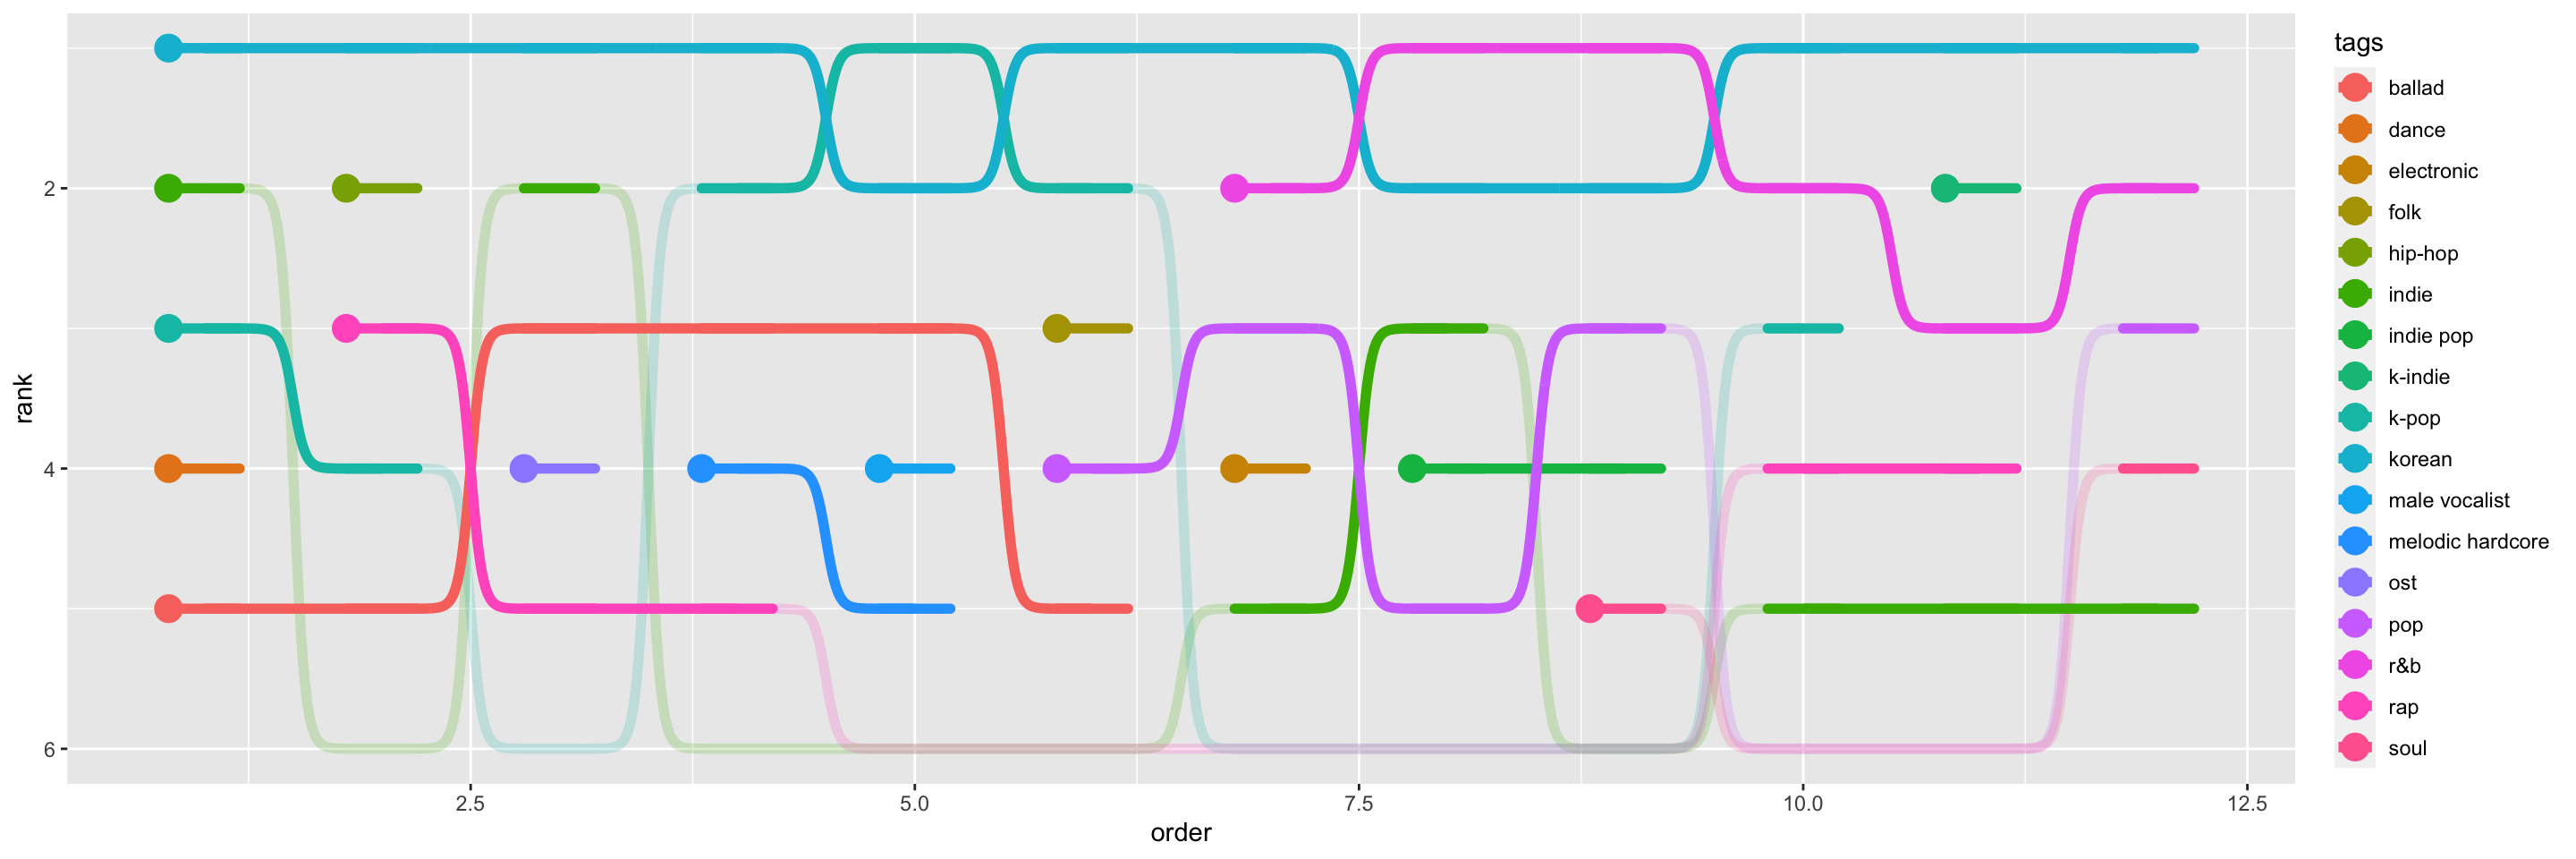 rank
2
4
6
2.5
5.0
7.5
10.0
12.5
order
tags
ballad
dance
electronic
folk
hip-hop
indie
indie pop
k-indie
k-pop
korean
male vocalist
melodic hardcore
ost
pop
r&b
rap
soul